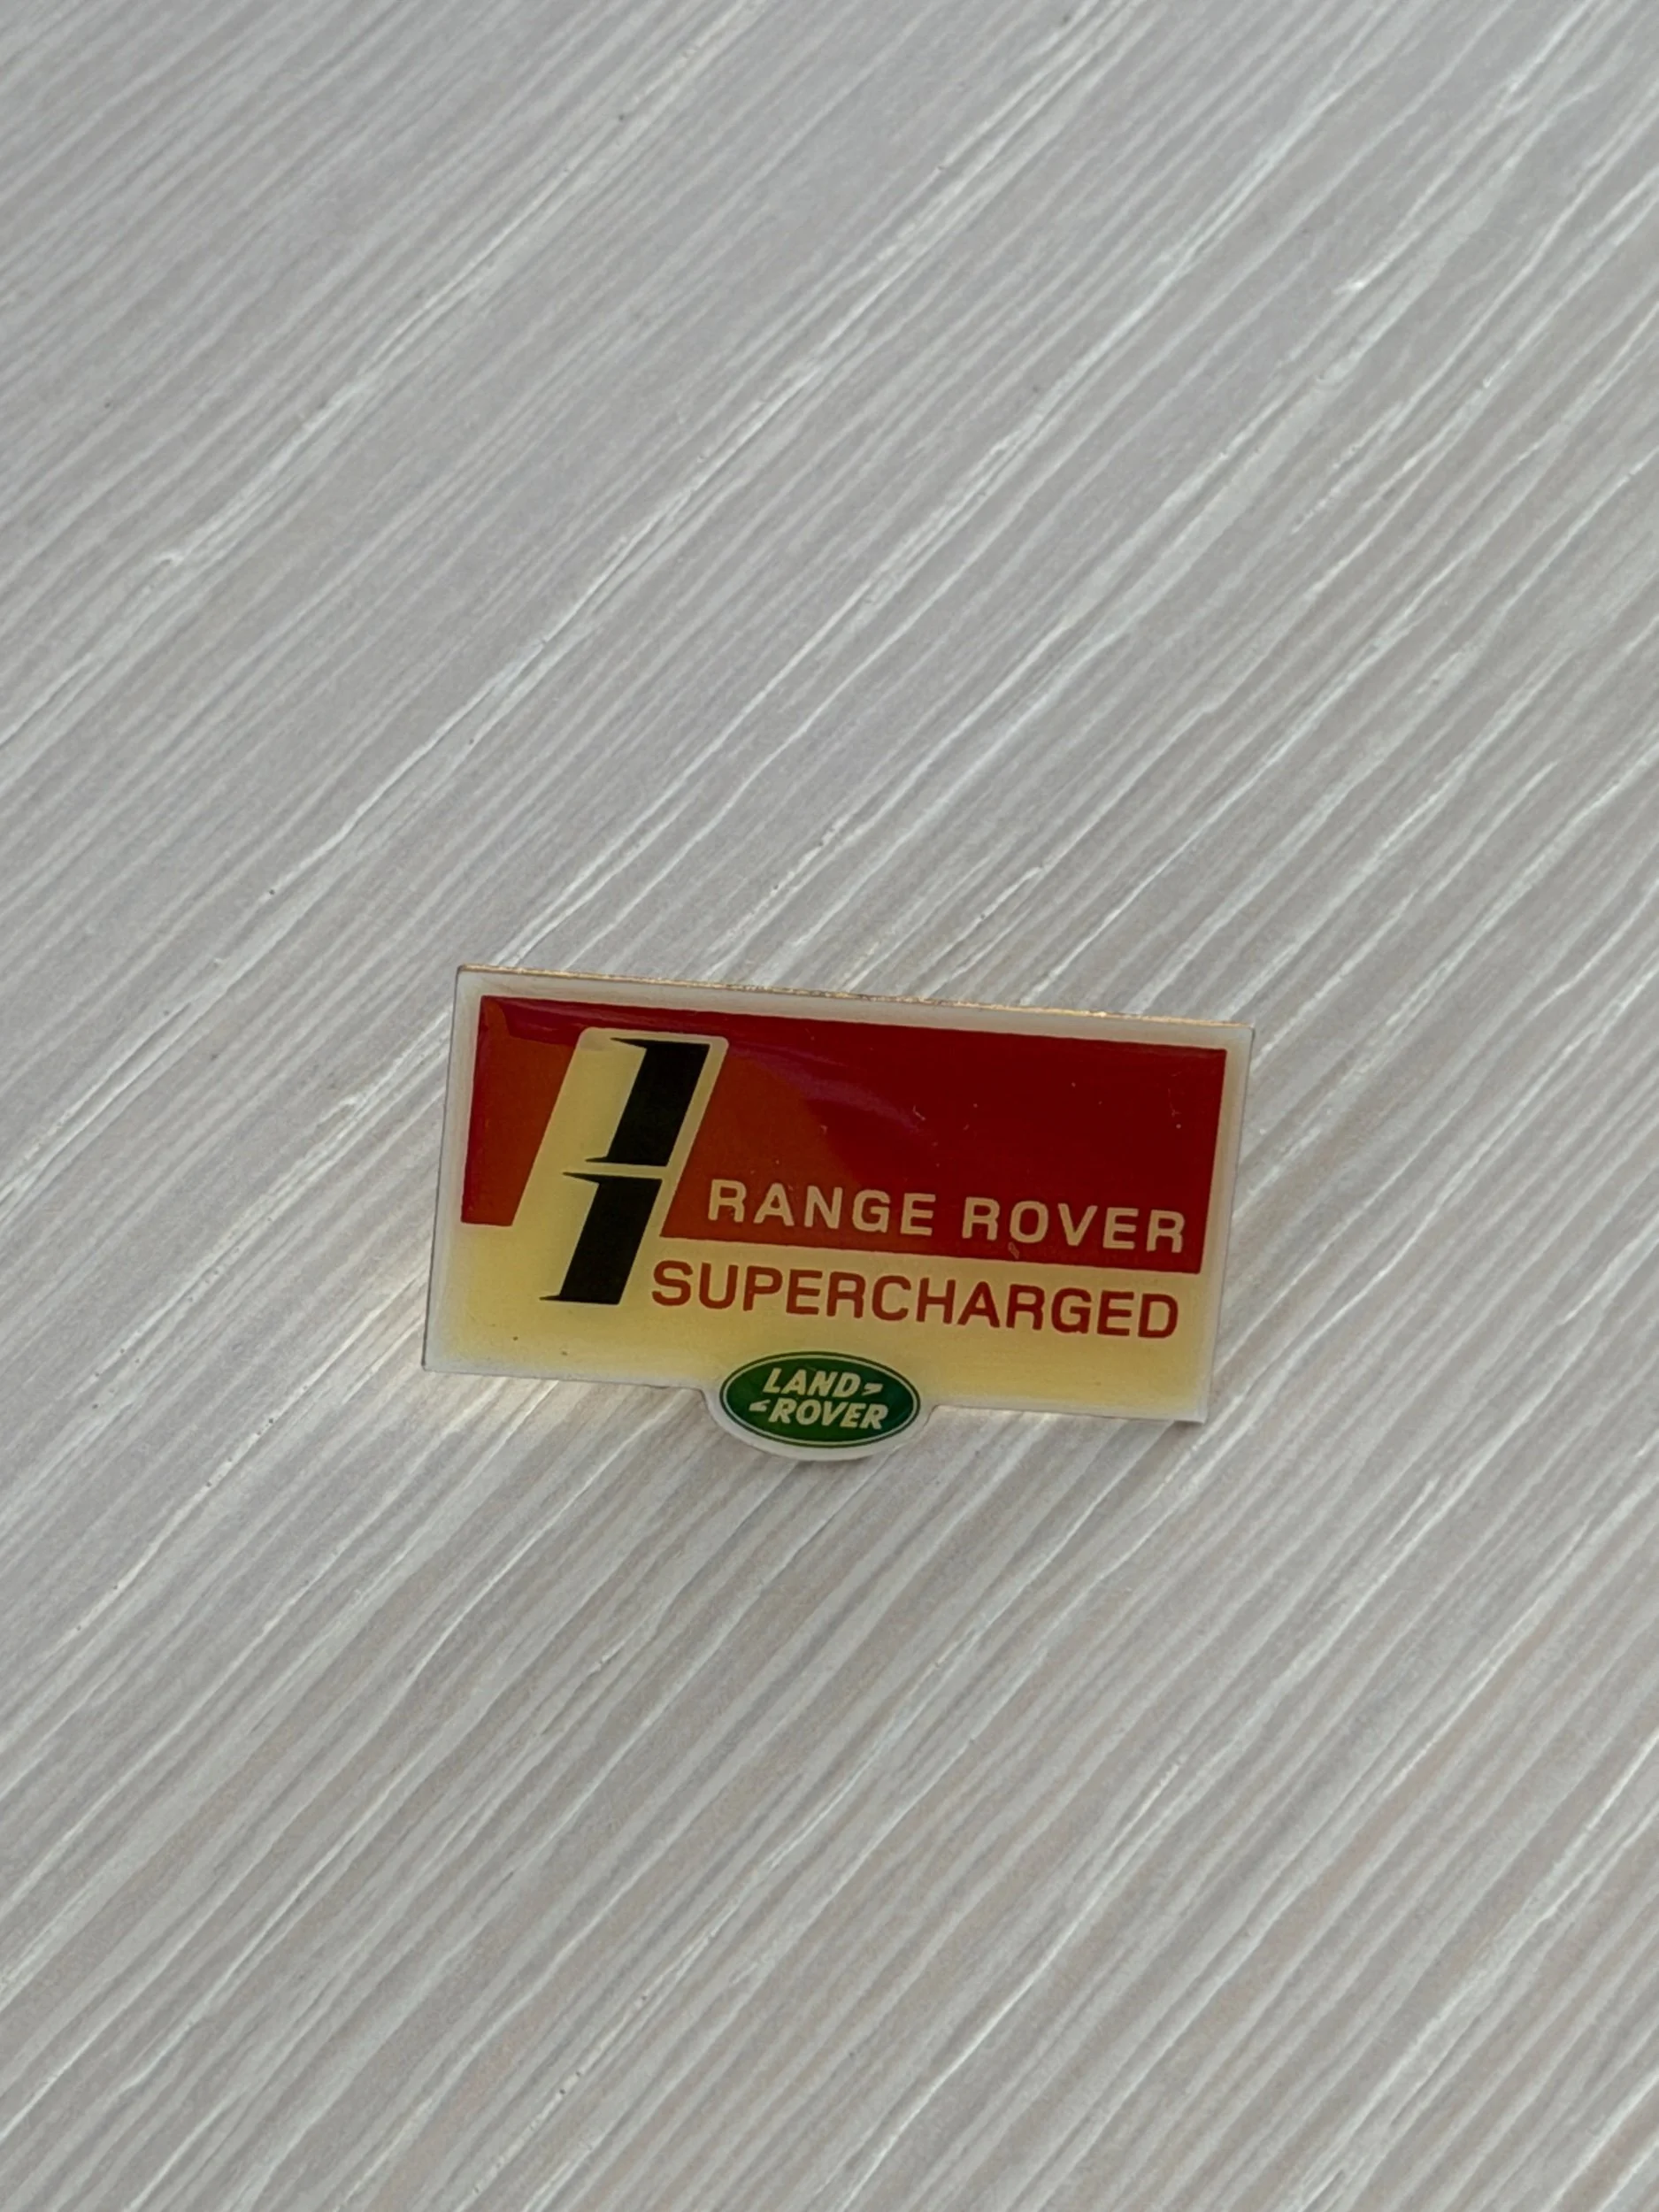 RANGE ROVER
SUPERCHARGED
LAND
ROVER